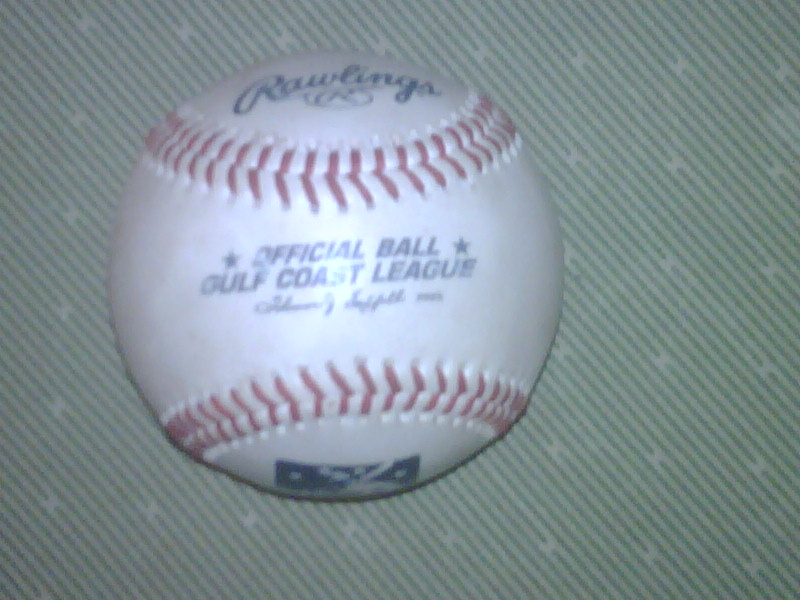 Rawlings
R
★ OFFICIAL BALL ★
GULF COAST LEAGUE